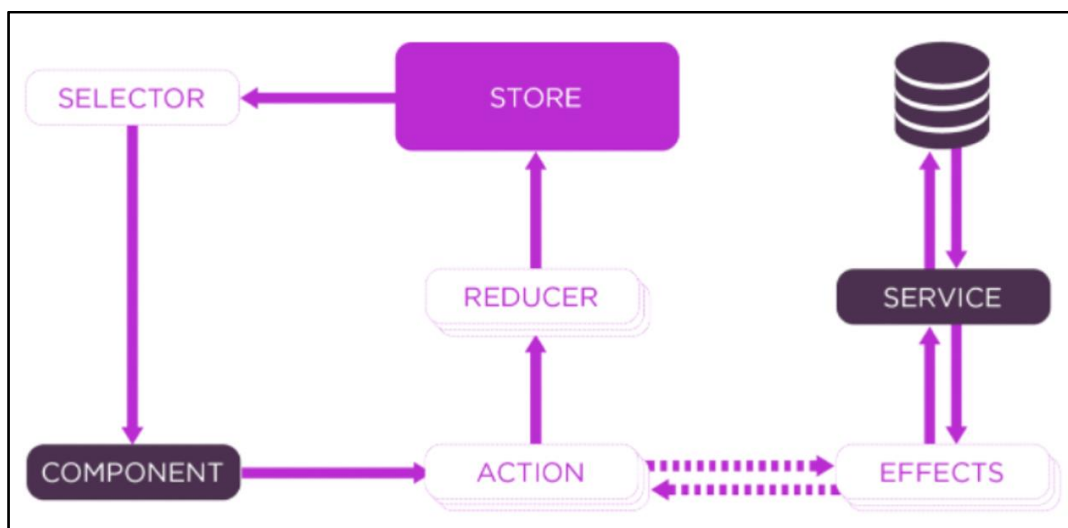 SELECTOR
STORE
REDUCER
SERVICE
COMPONENT
ACTION
EFFECTS